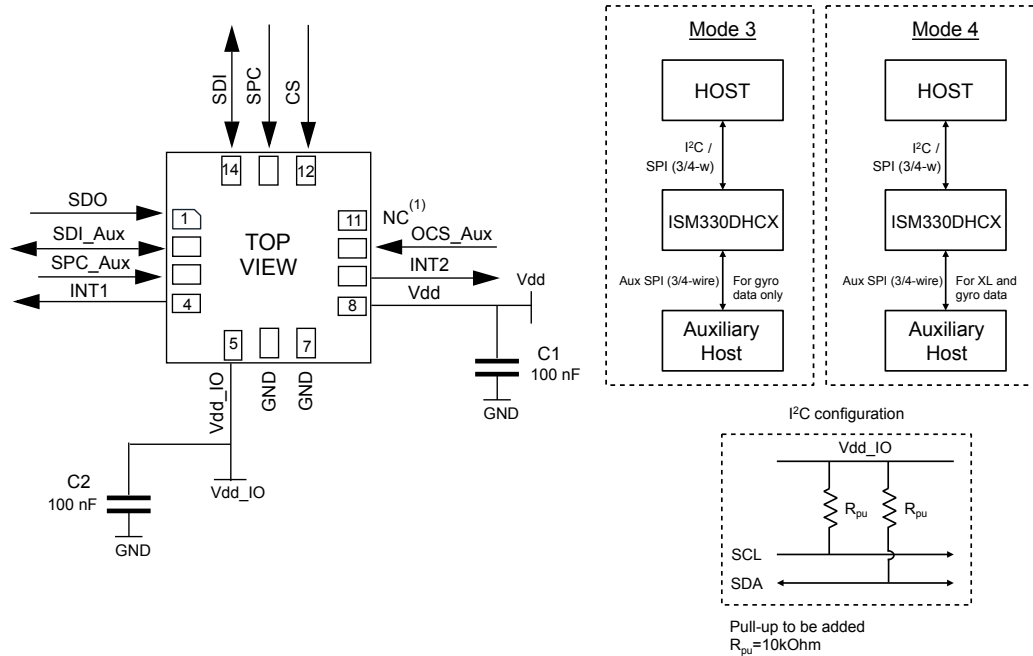 SDI
SPC
CS
14
12
SDO
1
SDI_Aux
SPC_Aux
INT1
4
TOP
VIEW
11
NC(1)
OCS_Aux
INT2
Vdd
8
Vdd
5
7
Vdd_IO
GND
GND
C1
100 nF
GND
C2
100 nF
GND
Vdd_IO
Mode 3
HOST
I2C /
SPI (3/4-w)
ISM330DHCX
Aux SPI (3/4-wire)
For gyro
data only
Auxiliary
Host
Mode 4
HOST
I2C /
SPI (3/4-w)
ISM330DHCX
Aux SPI (3/4-wire)
For XL and
gyro data
Auxiliary
Host
I2C configuration
Vdd_IO
Rpu
Rpu
SCL
SDA
Pull-up to be added
Rpu=10kOhm